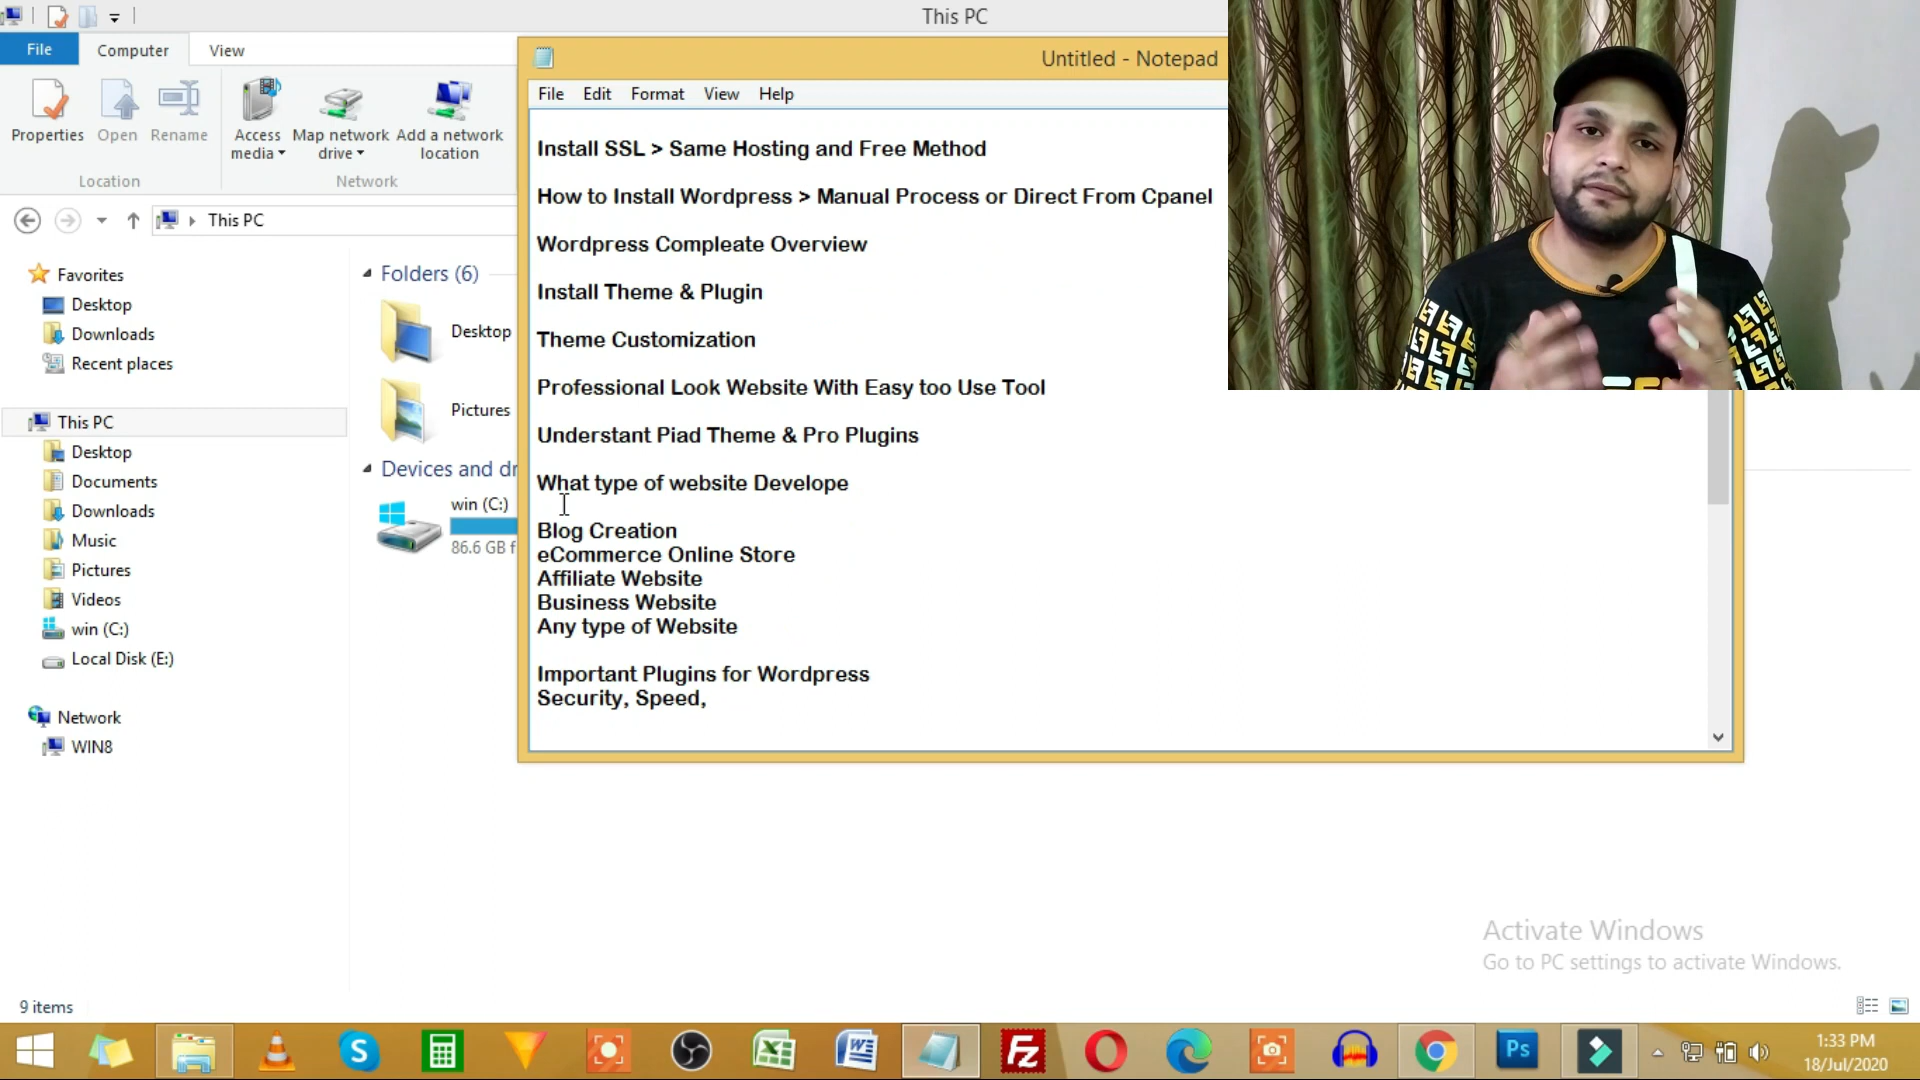 This PC
File
Computer
View
Untitled - Notepad
File Edit Format View Help
Properties
Open
Rename
Access media
Map network drive
Add a network location
Location
Network
This PC
Favorites
Desktop
Downloads
Recent places
This PC
Desktop
Documents
Downloads
Music
Pictures
Videos
win (C:)
Local Disk (E:)
Network
WIN8
Folders (6)
Desktop
Pictures
Devices and dr
win (C:)
86.6 GB f
Install SSL > Same Hosting and Free Method
How to Install Wordpress > Manual Process or Direct From Cpanel
Wordpress Compleate Overview
Install Theme & Plugin
Theme Customization
Professional Look Website With Easy too Use Tool
Understant Piad Theme & Pro Plugins
What type of website Develope
Blog Creation
eCommerce Online Store
Affiliate Website
Business Website
Any type of Website
Important Plugins for Wordpress
Security, Speed,
Activate Windows
Go to PC settings to activate Windows.
9 items
Ps
1:33 PM
18/Jul/2020